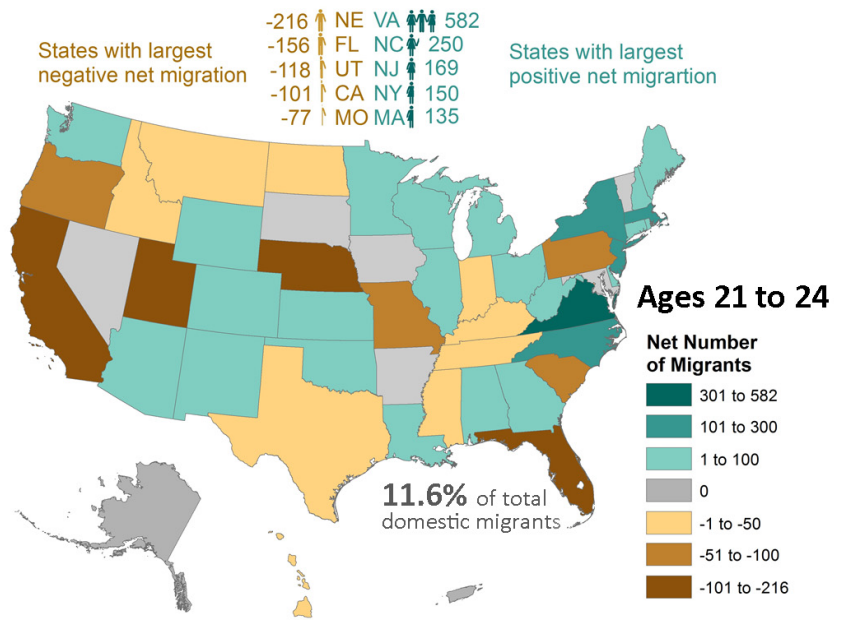 -216 NE VA 582
-156 FL NC 250
-118 UT NJ 169
-101 CA NY 150
-77 MO MA 135
States with largest
negative net migration
States with largest
positive net migrartion
Ages 21 to 24
Net Number
of Migrants
301 to 582
101 to 300
1 to 100
0
-1 to -50
-51 to -100
-101 to -216
11.6% of total
domestic migrants